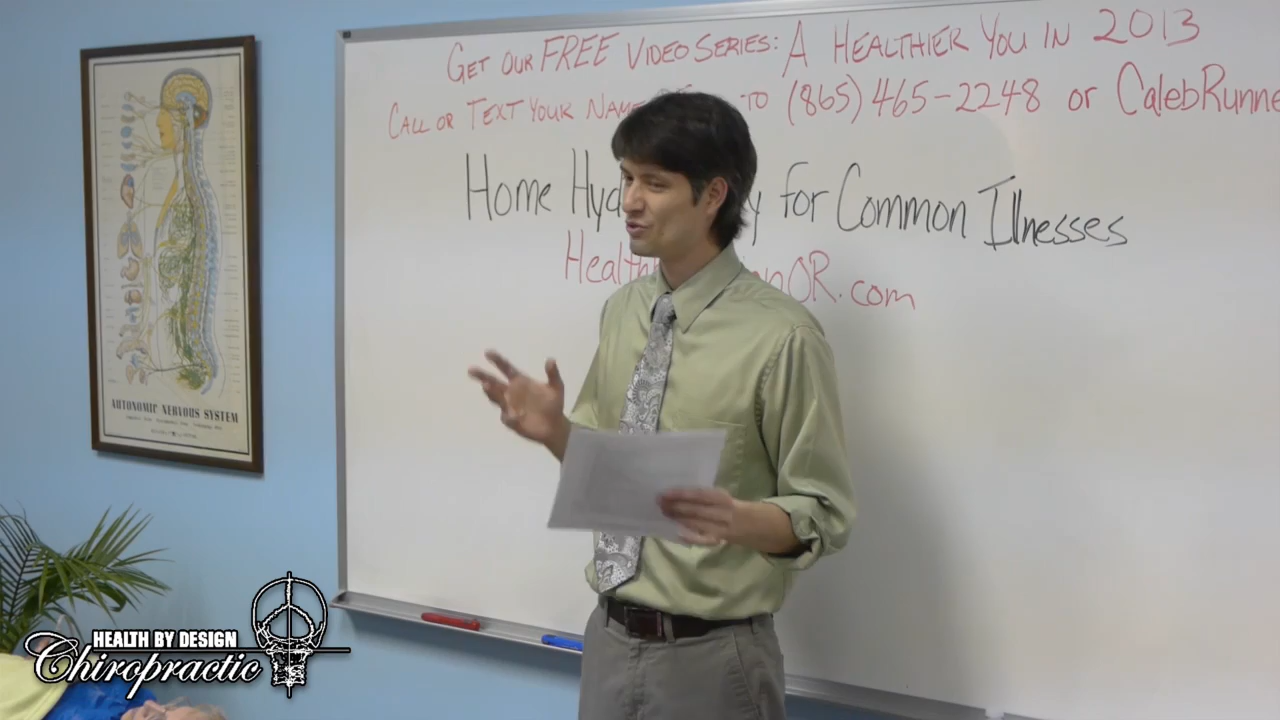 Get our FREE Video Series: A Healthier You in 2013
Call or Text Your Name to (865) 465-2248 or CalebRunne
Home Hyd y for Common Illnesses
Health onOR.com
AUTONOMIC NERVOUS SYSTEM
HEALTH BY DESIGN
Chiropractic